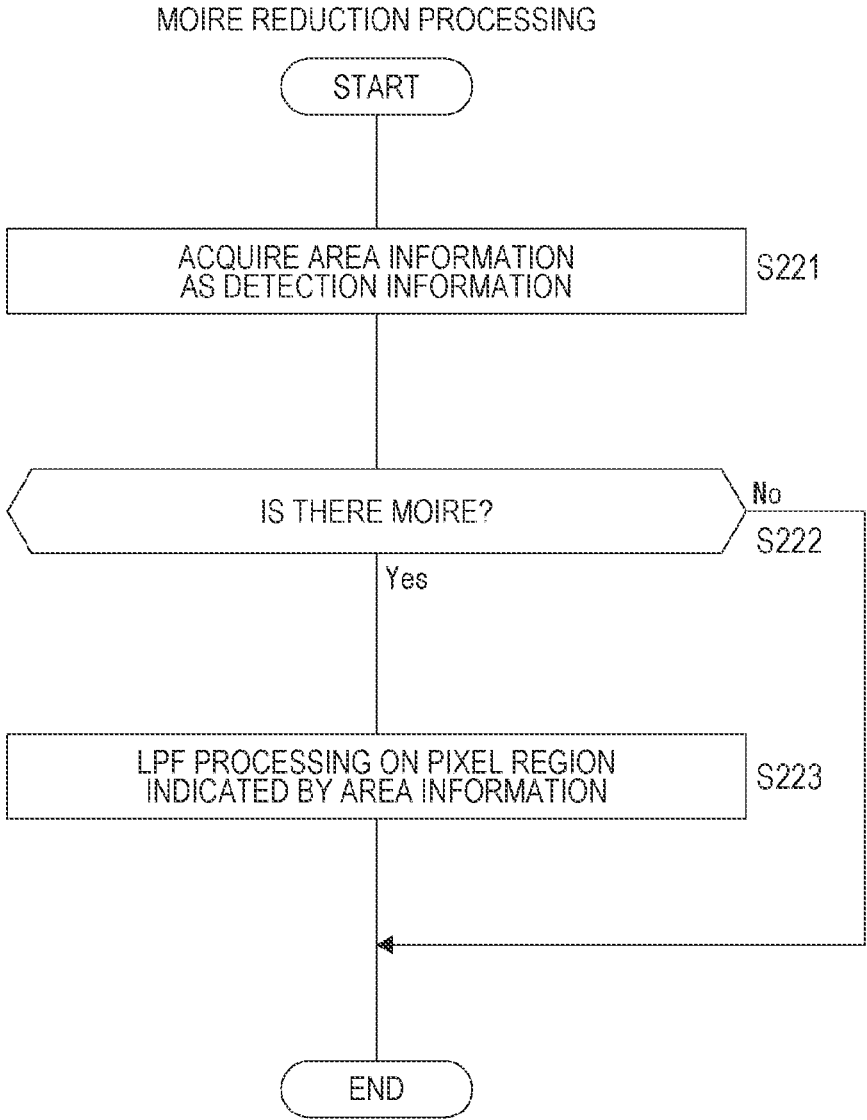 MOIRE REDUCTION PROCESSING
START
ACQUIRE AREA INFORMATION
AS DETECTION INFORMATION
S221
IS THERE MOIRE?
No
S222
Yes
LPF PROCESSING ON PIXEL REGION
INDICATED BY AREA INFORMATION
S223
END